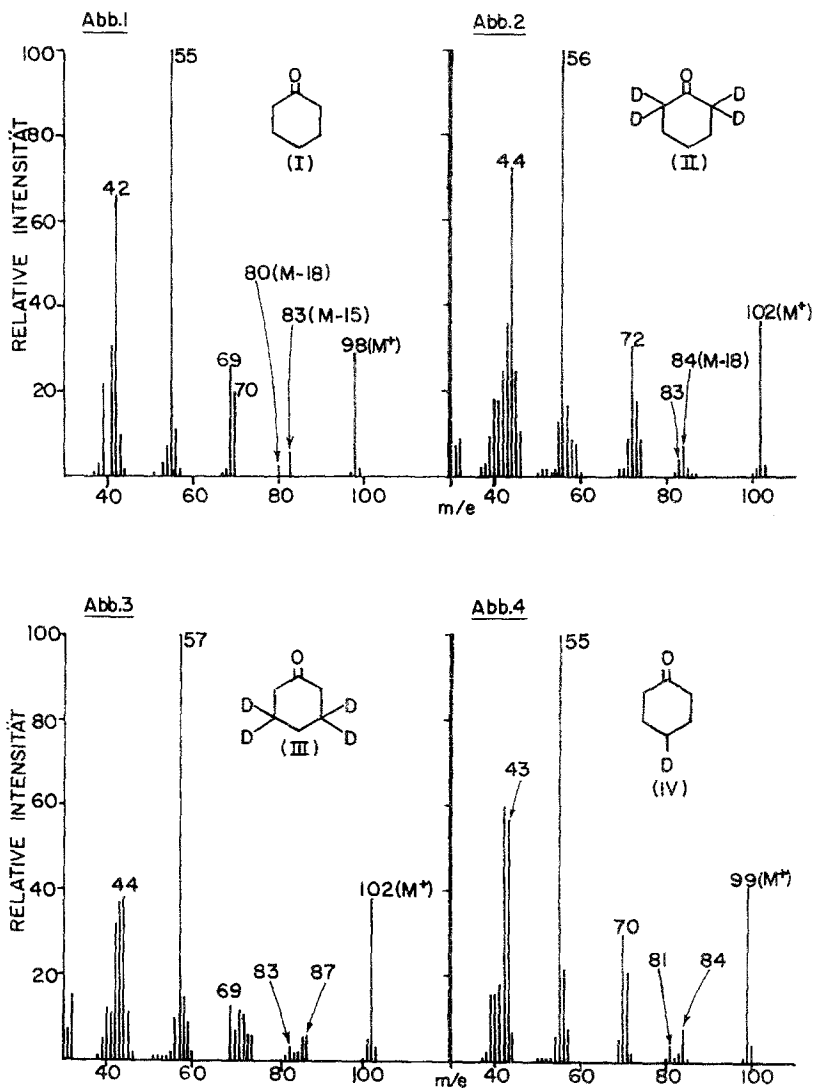 Abb.1
100
80
60
40
20
RELATIVE INTENSITÄT
55
O
(I)
42
80(M-18)
83(M-15)
98(M⁺)
69
70
40 60 80 100
Abb.2
56
O
D D
D D
(II)
44
102(M⁺)
72
84(M-18)
83
40 60 80 100
m/e
Abb.3
100
80
60
40
20
RELATIVE INTENSITÄT
57
O
D D
D D
(III)
44
102(M⁺)
83
87
69
40 60 80 100
Abb.4
55
O
D
(IV)
43
99(M⁺)
70
81
84
40 60 80 100
m/e